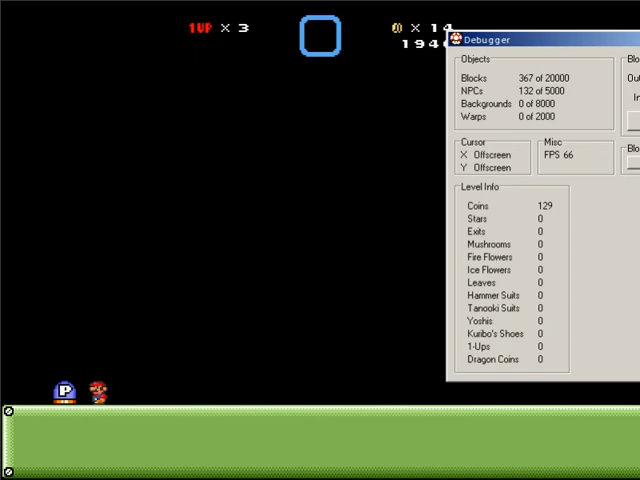 1UP X 3
X 14
194
Debugger
Objects
Blocks 367 of 20000
NPCs 132 of 5000
Backgrounds 0 of 8000
Warps 0 of 2000
Cursor
X Offscreen
Y Offscreen
Misc
FPS 66
Level Info
Coins 129
Stars 0
Exits 0
Mushrooms 0
Fire Flowers 0
Ice Flowers 0
Leaves 0
Hammer Suits 0
Tanooki Suits 0
Yoshis 0
Kuribo's Shoes 0
1-Ups 0
Dragon Coins 0
P